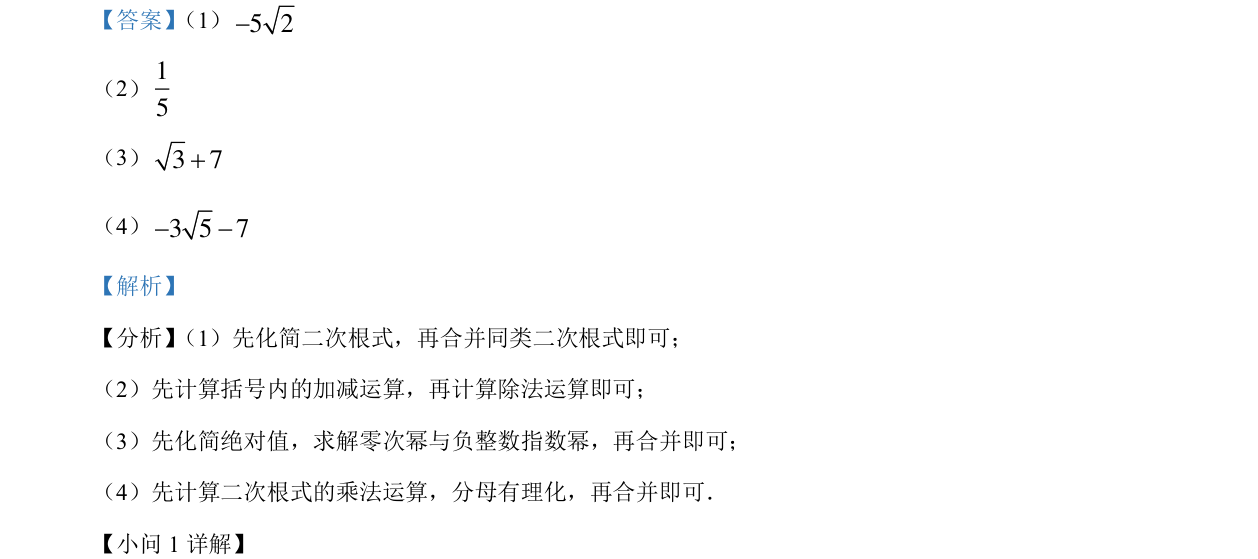 【答案】（1）–5√2
（2）1/5
（3）√3+7
（4）–3√5–7
【解析】
【分析】（1）先化简二次根式，再合并同类二次根式即可；
（2）先计算括号内的加减运算，再计算除法运算即可；
（3）先化简绝对值，求解零次幂与负整数指数幂，再合并即可；
（4）先计算二次根式的乘法运算，分母有理化，再合并即可．
【小问 1 详解】